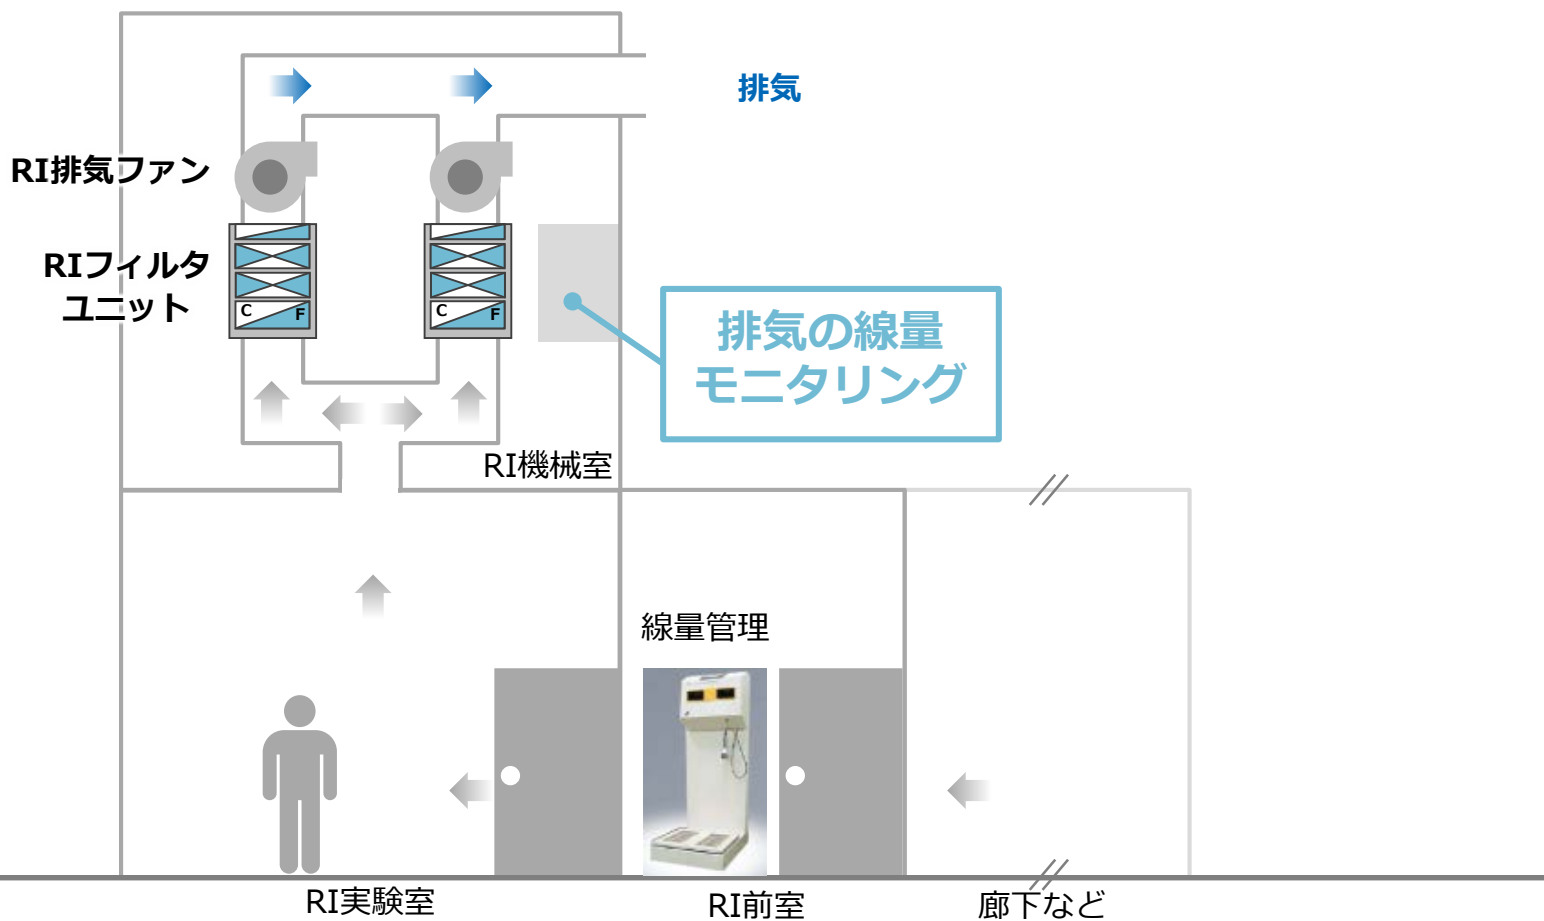 排気
RI排気ファン
RIフィルタ
ユニット
C F
C F
排気の線量
モニタリング
RI機械室
線量管理
RI実験室
RI前室
廊下など